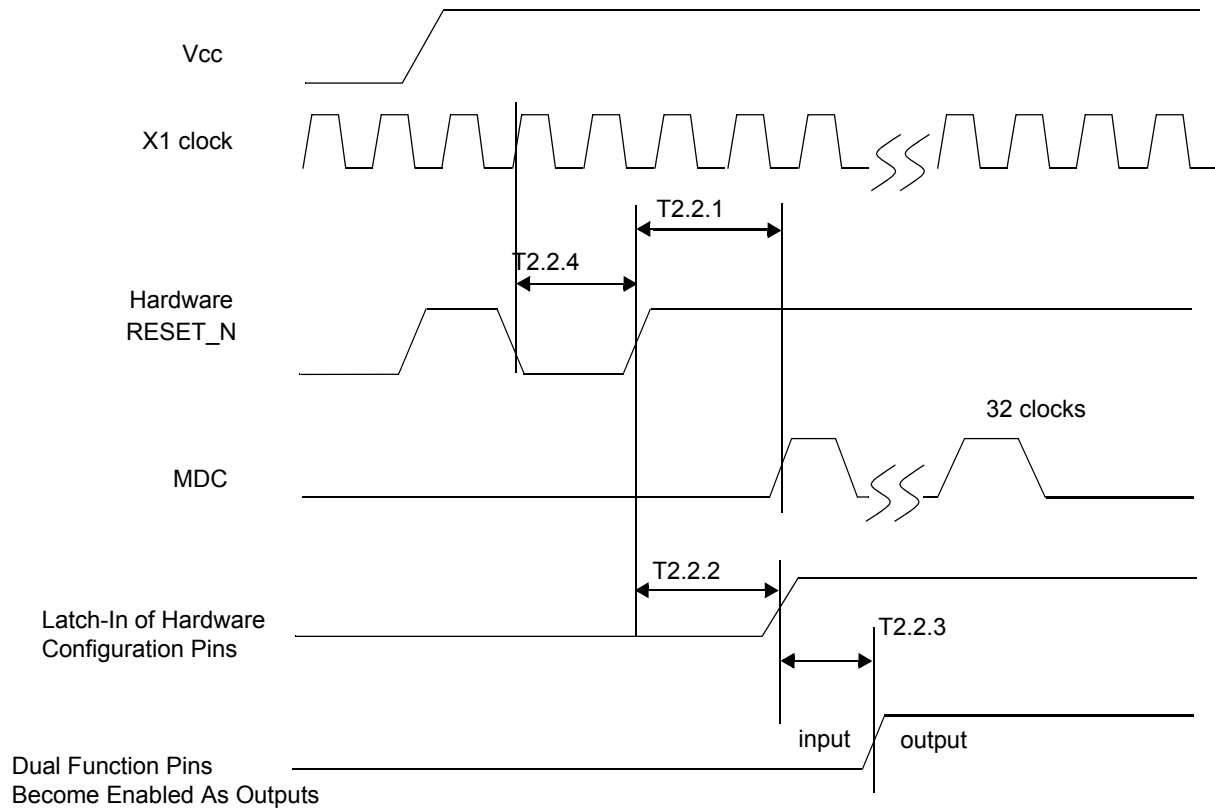 Vcc
X1 clock
T2.2.1
T2.2.4
Hardware
RESET_N
32 clocks
MDC
T2.2.2
Latch-In of Hardware
Configuration Pins
T2.2.3
input
output
Dual Function Pins
Become Enabled As Outputs